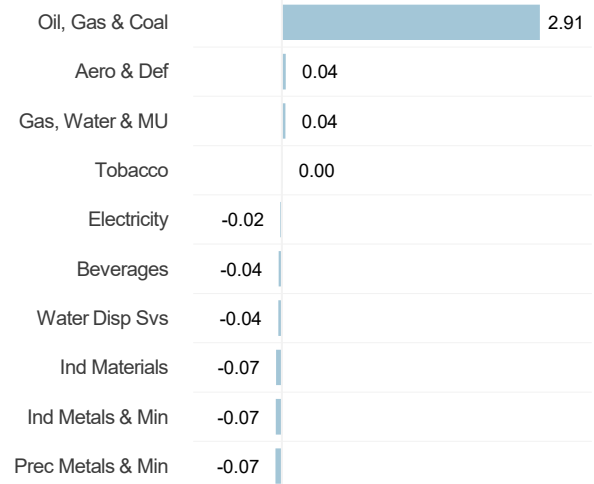 Oil, Gas & Coal 2.91
Aero & Def 0.04
Gas, Water & MU 0.04
Tobacco 0.00
Electricity -0.02
Beverages -0.04
Water Disp Svs -0.04
Ind Materials -0.07
Ind Metals & Min -0.07
Prec Metals & Min -0.07